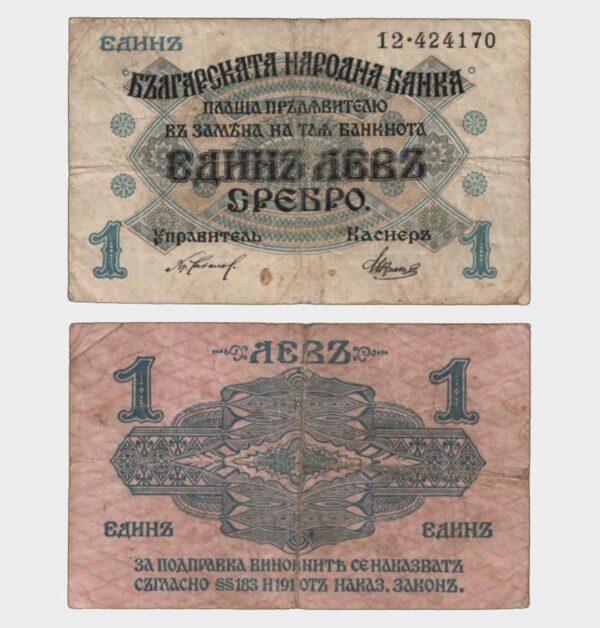 ЕДИНЪ 12·424170
БЪЛГАРСКАТА НАРОДНА БАНКА
ПЛАЩА ПРѢДЯВИТЕЛЮ
ВЪ ЗАМѢНА НА ТАЯ БАНКНОТА
ЕДИНЪ ЛЕВЪ
СРЕБРО.
Управитель Касиеръ
1 1
ЛЕВЪ
1 1
ЕДИНЪ ЕДИНЪ
ЗА ПОДПРАВКА ВИНОВНИТѢ СЕ НАКАЗВАТЪ
СЪГЛАСНО §§183 И 191 ОТЪ НАКАЗ. ЗАКОНЪ.